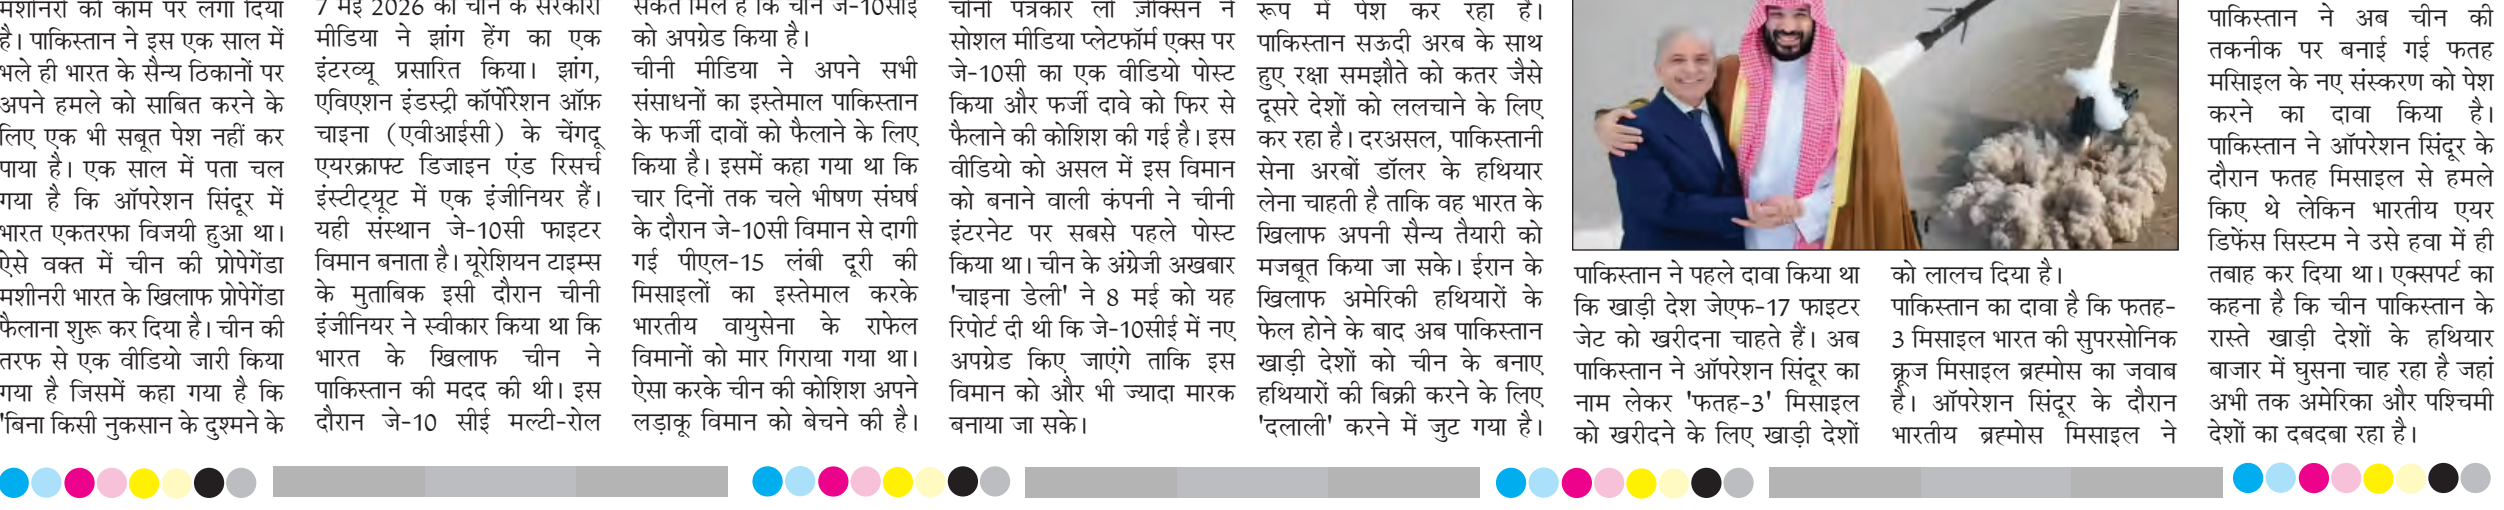 मशीनरी को काम पर लगा दिया
है। पाकिस्तान ने इस एक साल में
भले ही भारत के सैन्य ठिकानों पर
अपने हमले को साबित करने के
लिए एक भी सबूत पेश नहीं कर
पाया है। एक साल में पता चल
गया है कि ऑपरेशन सिंदूर में
भारत एकतरफा विजयी हुआ था।
ऐसे वक्त में चीन की प्रोपेगेंडा
मशीनरी भारत के खिलाफ प्रोपेगेंडा
फैलाना शुरू कर दिया है। चीन की
तरफ से एक वीडियो जारी किया
गया है जिसमें कहा गया है कि
'बिना किसी नुकसान के दुश्मने के
7 मई 2026 को चीन के सरकारी
मीडिया ने झांग हेंग का एक
इंटरव्यू प्रसारित किया। झांग,
एविएशन इंडस्ट्री कॉर्पोरेशन ऑफ़
चाइना (एवीआईसी) के चेंगदू
एयरक्राफ्ट डिजाइन एंड रिसर्च
इंस्टीट्यूट में एक इंजीनियर हैं।
यही संस्थान जे-10सी फाइटर
विमान बनाता है। यूरेशियन टाइम्स
के मुताबिक इसी दौरान चीनी
इंजीनियर ने स्वीकार किया था कि
भारत के खिलाफ चीन ने
पाकिस्तान की मदद की थी। इस
दौरान जे-10 सीई मल्टी-रोल
संकेत मिले हैं कि चीन जे-10सीई
को अपग्रेड किया है।
चीनी मीडिया ने अपने सभी
संसाधनों का इस्तेमाल पाकिस्तान
के फर्जी दावों को फैलाने के लिए
किया है। इसमें कहा गया था कि
चार दिनों तक चले भीषण संघर्ष
के दौरान जे-10सी विमान से दागी
गई पीएल-15 लंबी दूरी की
मिसाइलों का इस्तेमाल करके
भारतीय वायुसेना के राफेल
विमानों को मार गिराया गया था।
ऐसा करके चीन की कोशिश अपने
लड़ाकू विमान को बेचने की है।
चीनी पत्रकार ली ज़ीक्सिन ने
सोशल मीडिया प्लेटफॉर्म एक्स पर
जे-10सी का एक वीडियो पोस्ट
किया और फर्जी दावे को फिर से
फैलाने की कोशिश की गई है। इस
वीडियो को असल में इस विमान
को बनाने वाली कंपनी ने चीनी
इंटरनेट पर सबसे पहले पोस्ट
किया था। चीन के अंग्रेजी अखबार
'चाइना डेली' ने 8 मई को यह
रिपोर्ट दी थी कि जे-10सीई में नए
अपग्रेड किए जाएंगे ताकि इस
विमान को और भी ज्यादा मारक
बनाया जा सके।
रूप में पेश कर रहा है।
पाकिस्तान सऊदी अरब के साथ
हुए रक्षा समझौते को कतर जैसे
दूसरे देशों को ललचाने के लिए
कर रहा है। दरअसल, पाकिस्तानी
सेना अरबों डॉलर के हथियार
लेना चाहती है ताकि वह भारत के
खिलाफ अपनी सैन्य तैयारी को
मजबूत किया जा सके। ईरान के
खिलाफ अमेरिकी हथियारों के
फेल होने के बाद अब पाकिस्तान
खाड़ी देशों को चीन के बनाए
हथियारों की बिक्री करने के लिए
'दलाली' करने में जुट गया है।
पाकिस्तान ने पहले दावा किया था
कि खाड़ी देश जेएफ-17 फाइटर
जेट को खरीदना चाहते हैं। अब
पाकिस्तान ने ऑपरेशन सिंदूर का
नाम लेकर 'फतह-3' मिसाइल
को खरीदने के लिए खाड़ी देशों
को लालच दिया है।
पाकिस्तान का दावा है कि फतह-
3 मिसाइल भारत की सुपरसोनिक
क्रूज मिसाइल ब्रह्मोस का जवाब
है। ऑपरेशन सिंदूर के दौरान
भारतीय ब्रह्मोस मिसाइल ने
पाकिस्तान ने अब चीन की
तकनीक पर बनाई गई फतह
मसिाइल के नए संस्करण को पेश
करने का दावा किया है।
पाकिस्तान ने ऑपरेशन सिंदूर के
दौरान फतह मिसाइल से हमले
किए थे लेकिन भारतीय एयर
डिफेंस सिस्टम ने उसे हवा में ही
तबाह कर दिया था। एक्सपर्ट का
कहना है कि चीन पाकिस्तान के
रास्ते खाड़ी देशों के हथियार
बाजार में घुसना चाह रहा है जहां
अभी तक अमेरिका और पश्चिमी
देशों का दबदबा रहा है।